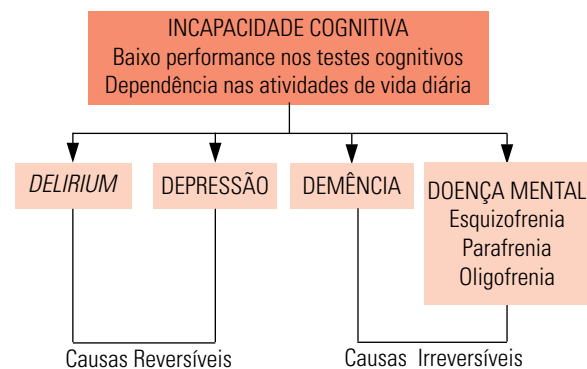 INCAPACIDADE COGNITIVA
Baixo performance nos testes cognitivos
Dependência nas atividades de vida diária
DELIRIUM
DEPRESSÃO
DEMÊNCIA
DOENÇA MENTAL
Esquizofrenia
Parafrenia
Oligofrenia
Causas Reversíveis
Causas Irreversíveis